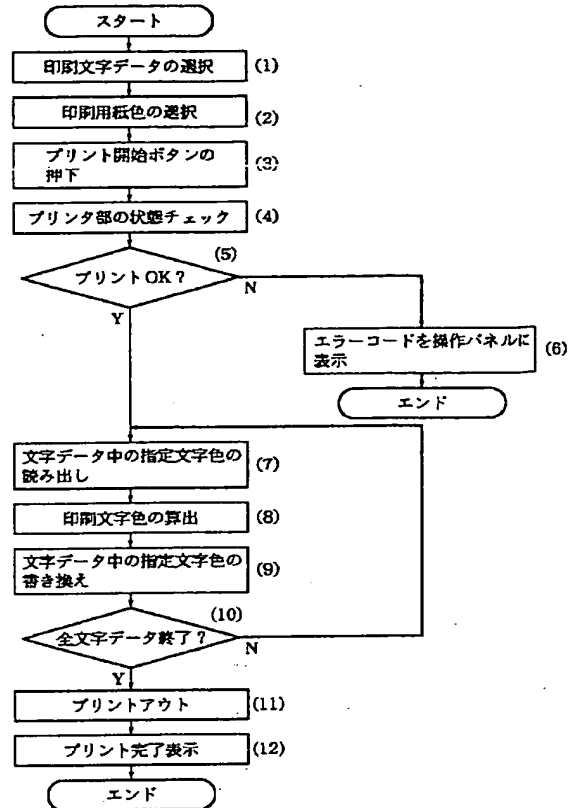 スタート
印刷文字データの選択 (1)
印刷用紙色の選択 (2)
プリント開始ボタンの
押下 (3)
プリンタ部の状態チェック (4)
(5)
プリントOK？
N
Y
エラーコードを操作パネルに
表示 (6)
エンド
文字データ中の指定文字色の
読み出し (7)
印刷文字色の算出 (8)
文字データ中の指定文字色の
書き換え (9)
(10)
全文字データ終了？
N
Y
プリントアウト (11)
プリント完了表示 (12)
エンド